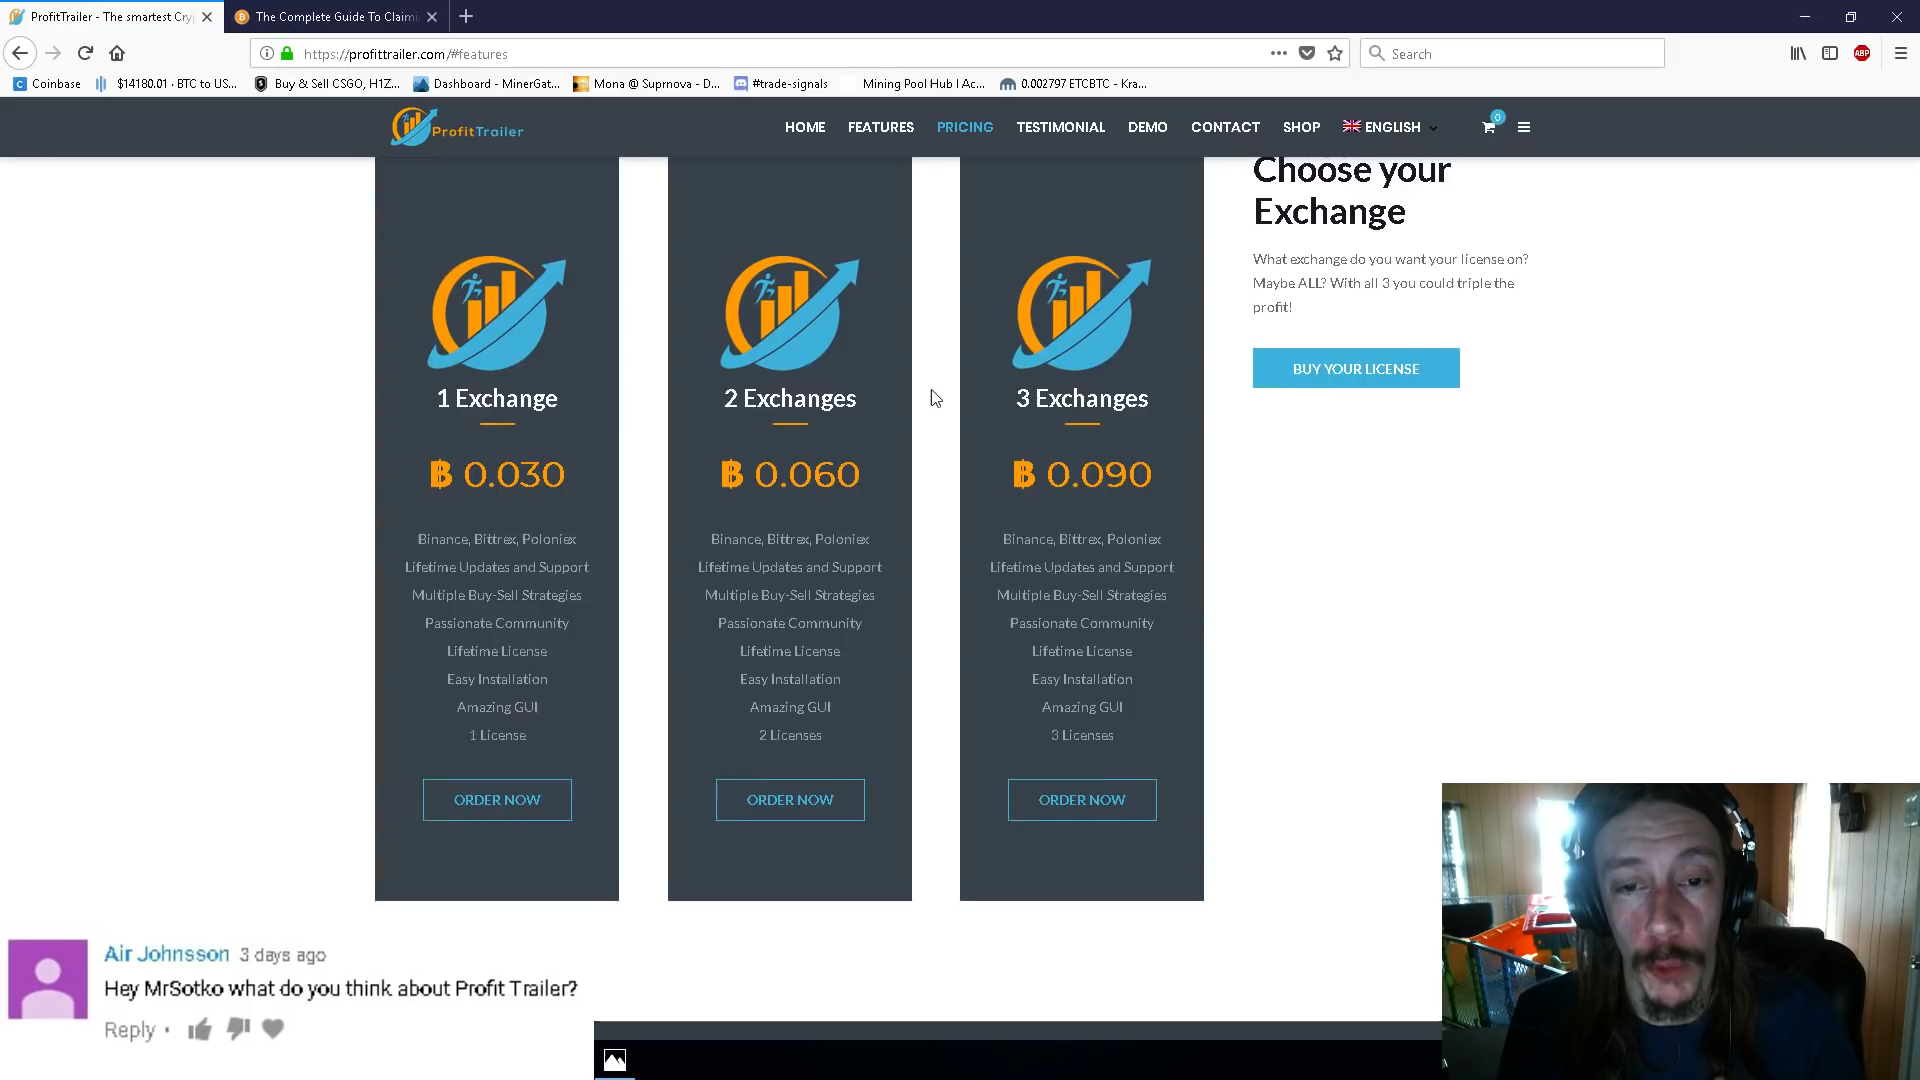 ProfitTrailer - The smartest Cry
The Complete Guide To Claimi
https://profittrailer.com/#features
Search
ABP
Coinbase
$14180.01 · BTC to US...
Buy & Sell CSGO, H1Z...
Dashboard - MinerGat...
Mona @ Suprnova - D...
#trade-signals
Mining Pool Hub | Ac...
0.002797 ETCBTC - Kra...
ProfitTrailer
HOME
FEATURES
PRICING
TESTIMONIAL
DEMO
CONTACT
SHOP
ENGLISH
0
1 Exchange
฿ 0.030
Binance, Bittrex, Poloniex
Lifetime Updates and Support
Multiple Buy-Sell Strategies
Passionate Community
Lifetime License
Easy Installation
Amazing GUI
1 License
ORDER NOW
2 Exchanges
฿ 0.060
Binance, Bittrex, Poloniex
Lifetime Updates and Support
Multiple Buy-Sell Strategies
Passionate Community
Lifetime License
Easy Installation
Amazing GUI
2 Licenses
ORDER NOW
3 Exchanges
฿ 0.090
Binance, Bittrex, Poloniex
Lifetime Updates and Support
Multiple Buy-Sell Strategies
Passionate Community
Lifetime License
Easy Installation
Amazing GUI
3 Licenses
ORDER NOW
Choose your
Exchange
What exchange do you want your license on?
Maybe ALL? With all 3 you could triple the
profit!
BUY YOUR LICENSE
Air Johnsson 3 days ago
Hey MrSotko what do you think about Profit Trailer?
Reply ·